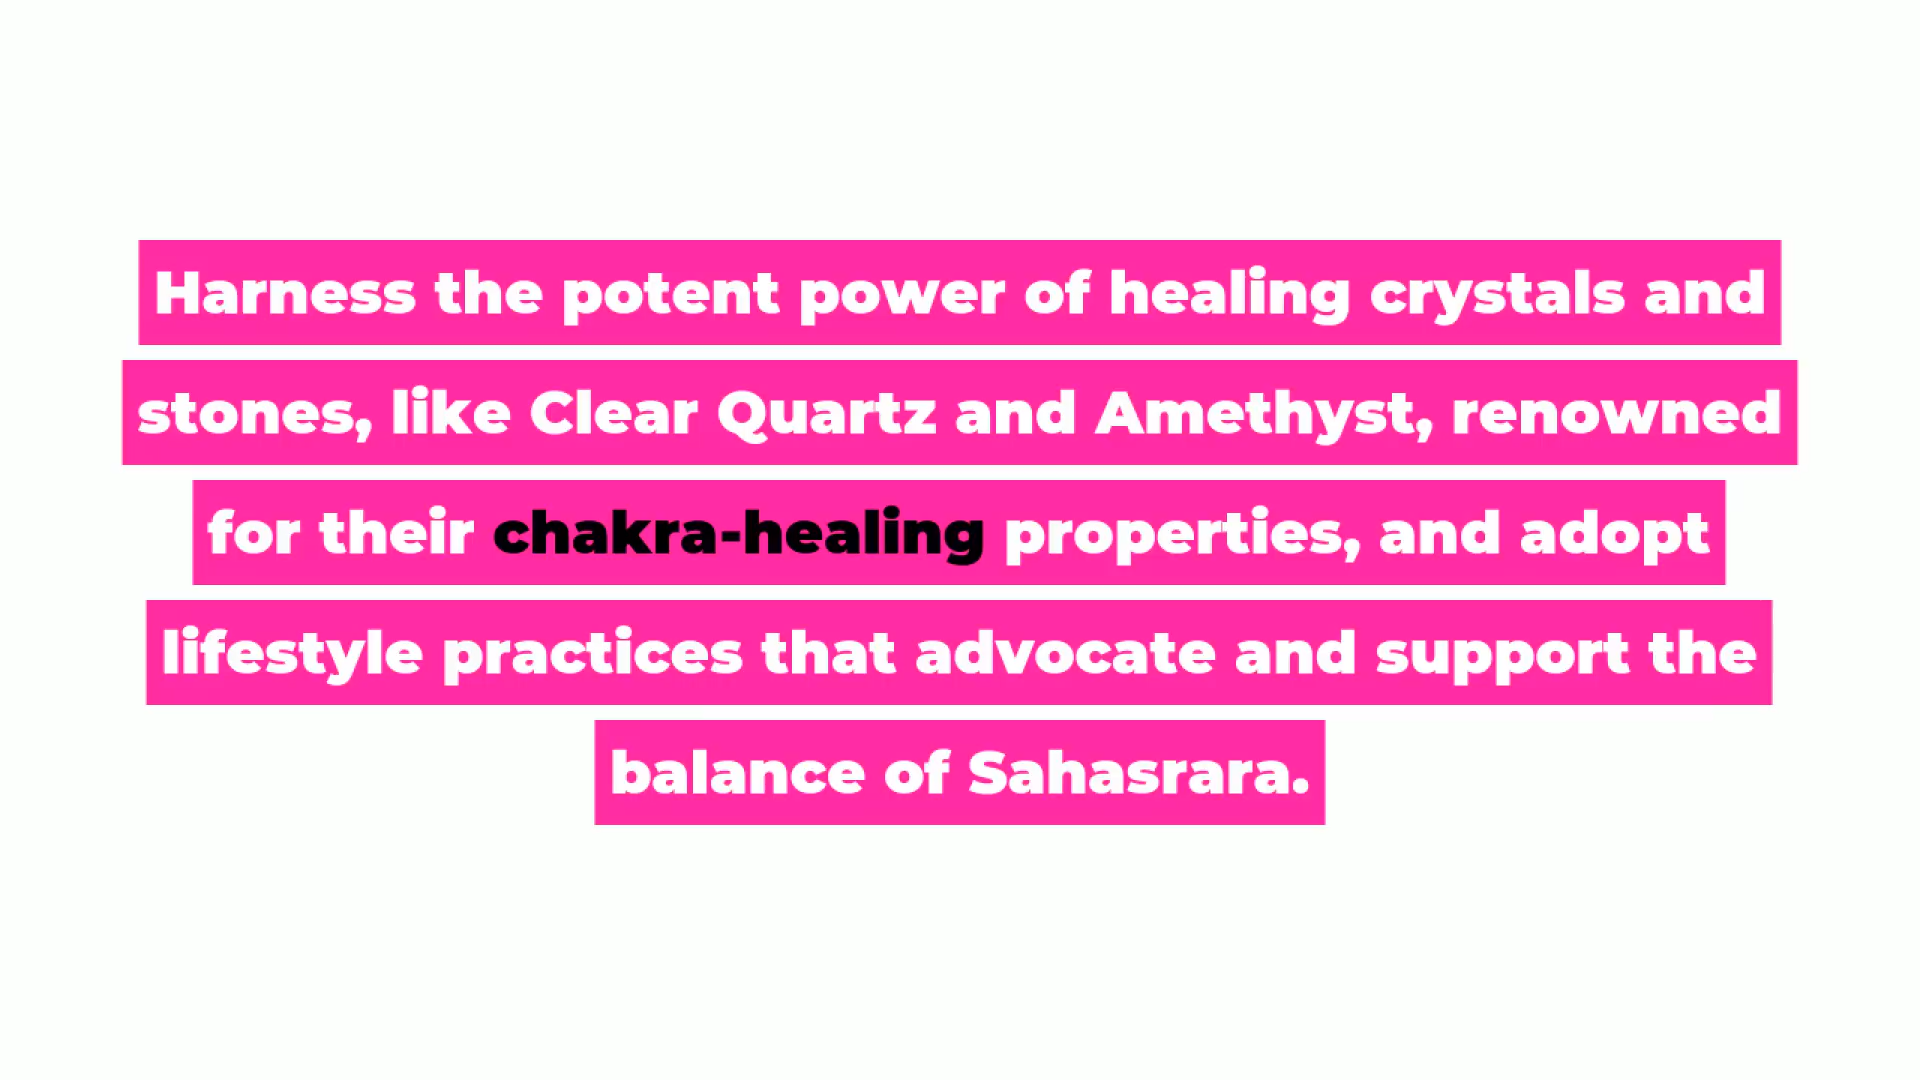 Harness the potent power of healing crystals and
stones, like Clear Quartz and Amethyst, renowned
for their chakra-healing properties, and adopt
lifestyle practices that advocate and support the
balance of Sahasrara.